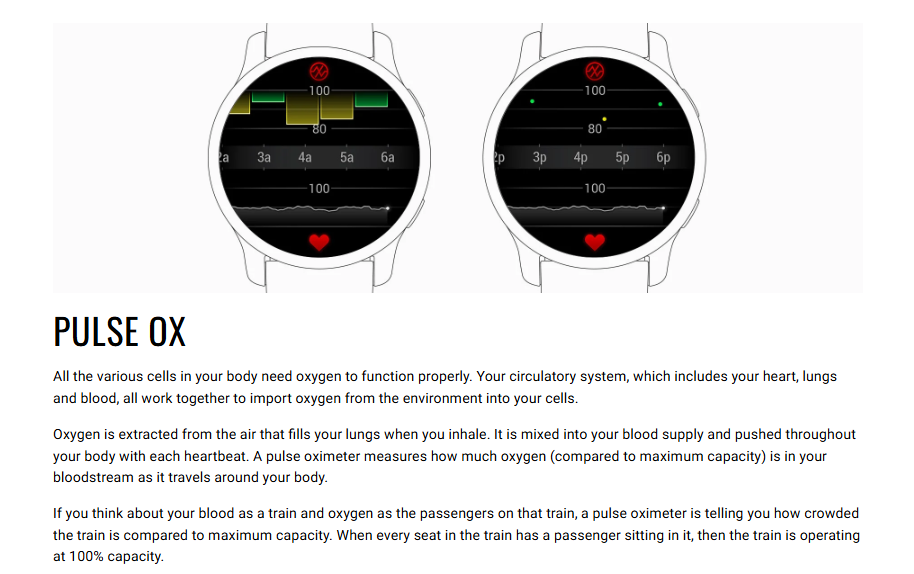 100
80
2a 3a 4a 5a 6a
100
100
80
2p 3p 4p 5p 6p
100
PULSE OX
All the various cells in your body need oxygen to function properly. Your circulatory system, which includes your heart, lungs
and blood, all work together to import oxygen from the environment into your cells.
Oxygen is extracted from the air that fills your lungs when you inhale. It is mixed into your blood supply and pushed throughout
your body with each heartbeat. A pulse oximeter measures how much oxygen (compared to maximum capacity) is in your
bloodstream as it travels around your body.
If you think about your blood as a train and oxygen as the passengers on that train, a pulse oximeter is telling you how crowded
the train is compared to maximum capacity. When every seat in the train has a passenger sitting in it, then the train is operating
at 100% capacity.